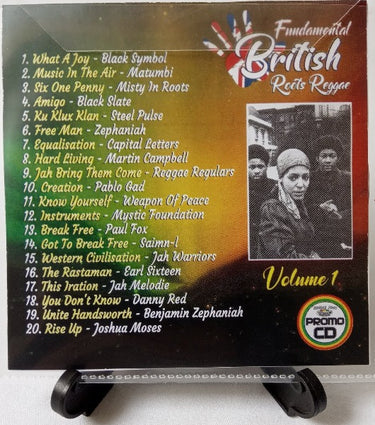 Fundamental
British
Roots Reggae
1. What A Joy - Black Symbol
2. Music In The Air - Matumbi
3. Six One Penny - Misty In Roots
4. Amigo - Black Slate
5. Ku Klux Klan - Steel Pulse
6. Free Man - Zephaniah
7. Equalisation - Capital Letters
8. Hard Living - Martin Campbell
9. Jah Bring Them Come - Reggae Regulars
10. Creation - Pablo Gad
11. Know Yourself - Weapon Of Peace
12. Instruments - Mystic Foundation
13. Break Free - Paul Fox
14. Got To Break Free - Saimn-l
15. Western Civilisation - Jah Warriors
16. The Rastaman - Earl Sixteen
17. This Iration - Jah Melodie
18. You Don't Know - Danny Red
19. Unite Handsworth - Benjamin Zephaniah
20. Rise Up - Joshua Moses
Volume 1
PROMO
CD